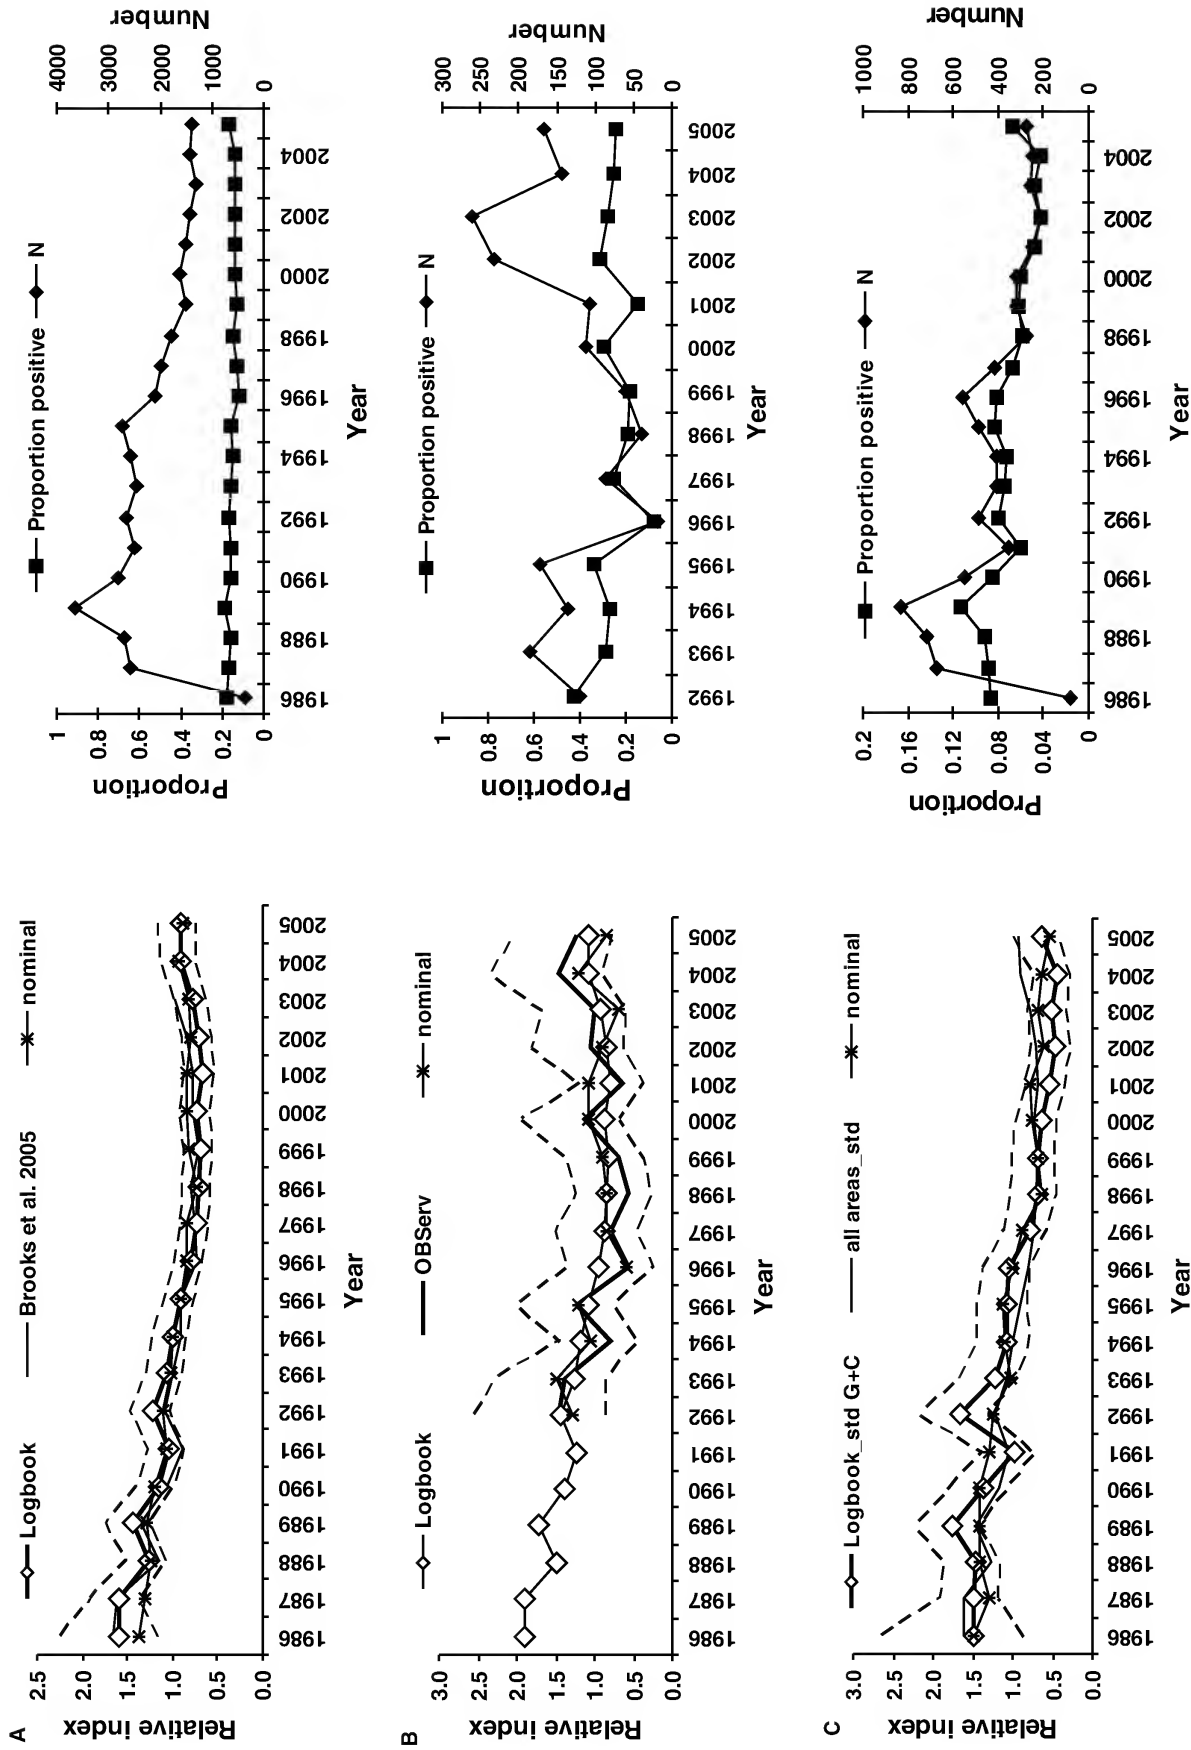 A
Logbook
Brooks et al. 2005
nominal
Relative index
2.5
2.0
1.5
1.0
0.5
0.0
1986 1987 1988 1989 1990 1991 1992 1993 1994 1995 1996 1997 1998 1999 2000 2001 2002 2003 2004 2005
Year
Proportion positive
N
Proportion
1
0.8
0.6
0.4
0.2
0
Number
4000
3000
2000
1000
0
1986 1988 1990 1992 1994 1996 1998 2000 2002 2004
Year
B
Logbook
OBServ
nominal
Relative index
3.0
2.5
2.0
1.5
1.0
0.5
0.0
1986 1987 1988 1989 1990 1991 1992 1993 1994 1995 1996 1997 1998 1999 2000 2001 2002 2003 2004 2005
Year
Proportion positive
N
Proportion
1
0.8
0.6
0.4
0.2
0
Number
300
250
200
150
100
50
0
1992 1993 1994 1995 1996 1997 1998 1999 2000 2001 2002 2003 2004 2005
Year
C
Logbook_std G+C
all areas_std
nominal
Relative index
3.0
2.5
2.0
1.5
1.0
0.5
0.0
1986 1987 1988 1989 1990 1991 1992 1993 1994 1995 1996 1997 1998 1999 2000 2001 2002 2003 2004 2005
Year
Proportion positive
N
Proportion
0.2
0.16
0.12
0.08
0.04
0
Number
1000
800
600
400
200
0
1986 1988 1990 1992 1994 1996 1998 2000 2002 2004
Year